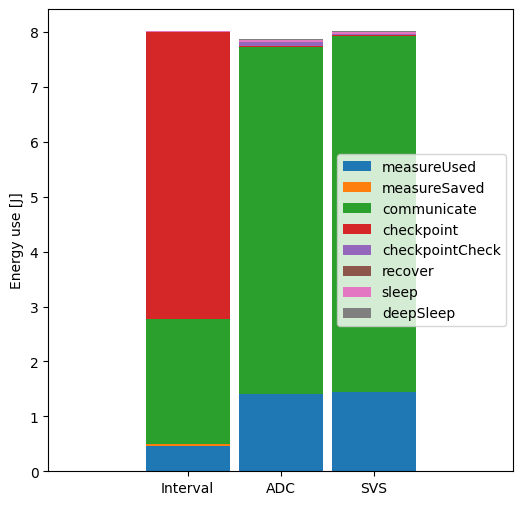 8
7
6
5
4
3
2
1
0
Energy use [J]
measureUsed
measureSaved
communicate
checkpoint
checkpointCheck
recover
sleep
deepSleep
Interval ADC SVS